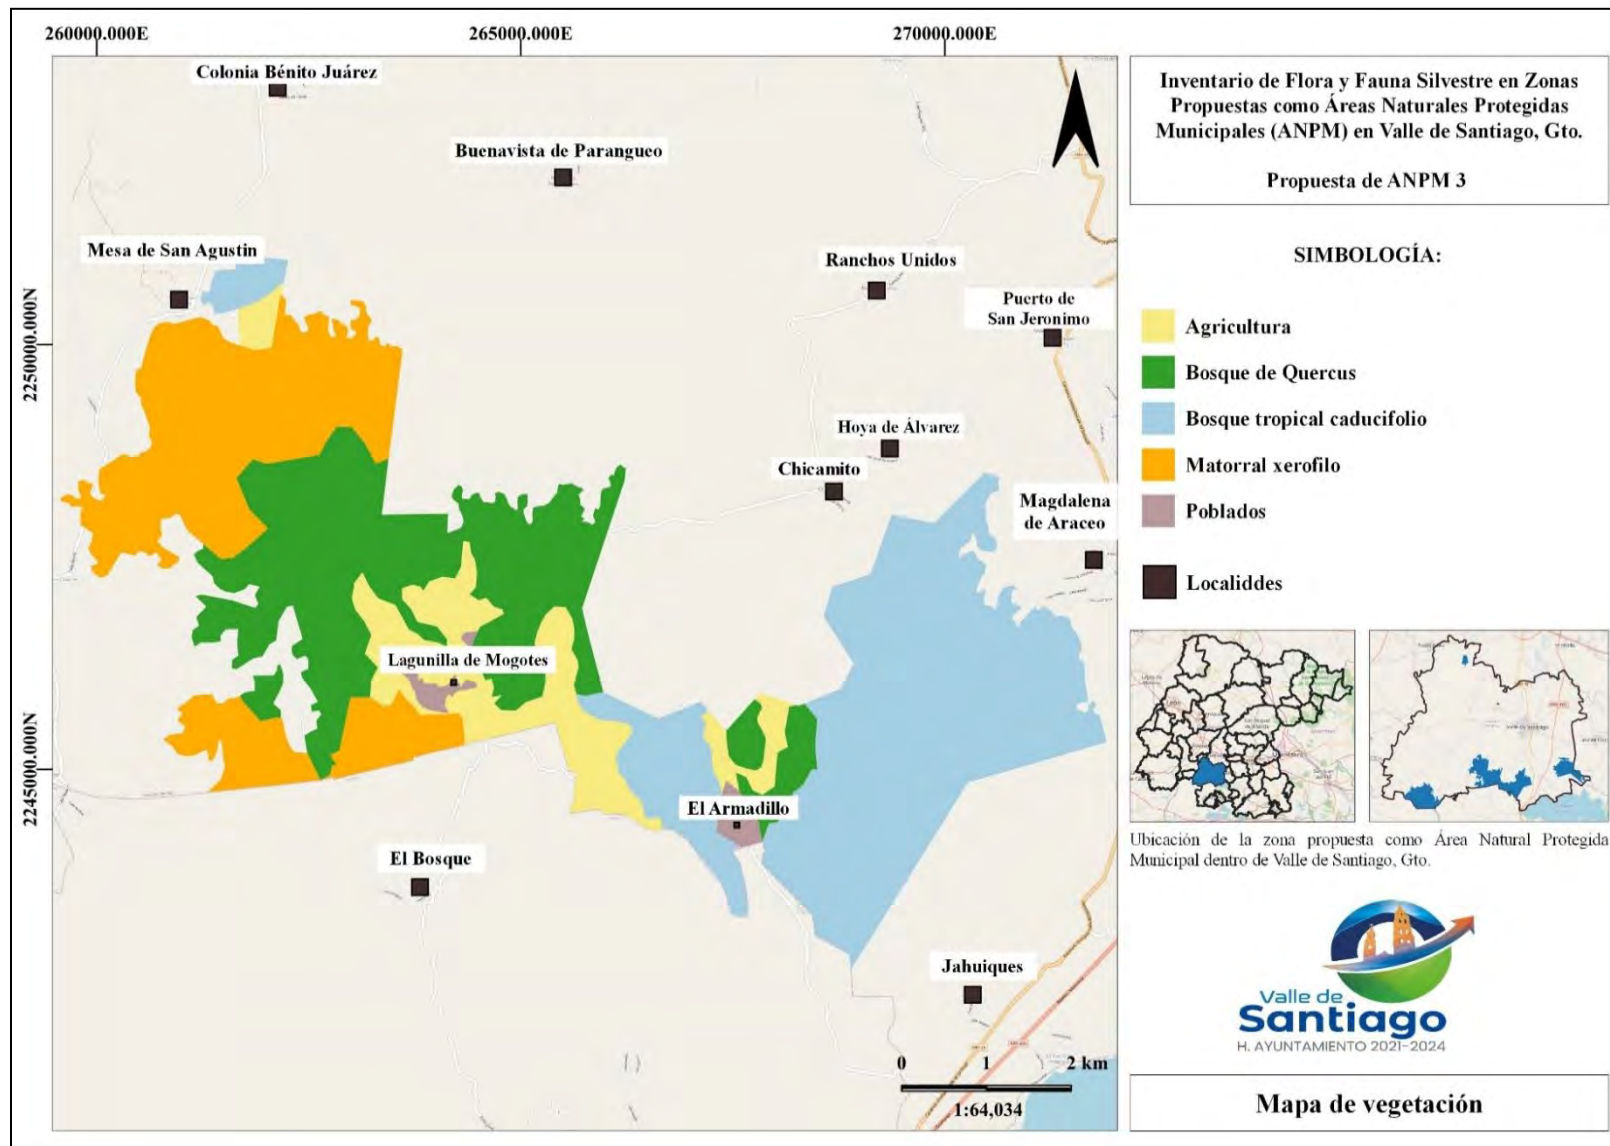 260000.000E
265000.000E
270000.000E
2250000.000N
2245000.000N
Colonia Bénito Juárez
Buenavista de Parangueo
Mesa de San Agustin
Ranchos Unidos
Puerto de
San Jeronimo
Hoya de Álvarez
Chicamito
Magdalena
de Araceo
Lagunilla de Mogotes
El Armadillo
El Bosque
Jahuiques
0 1 2 km
1:64,034
Inventario de Flora y Fauna Silvestre en Zonas
Propuestas como Áreas Naturales Protegidas
Municipales (ANPM) en Valle de Santiago, Gto.
Propuesta de ANPM 3
SIMBOLOGÍA:
Agricultura
Bosque de Quercus
Bosque tropical caducifolio
Matorral xerofilo
Poblados
Localiddes
Ubicación de la zona propuesta como Área Natural Protegida
Municipal dentro de Valle de Santiago, Gto.
Valle de
Santiago
H. AYUNTAMIENTO 2021-2024
Mapa de vegetación